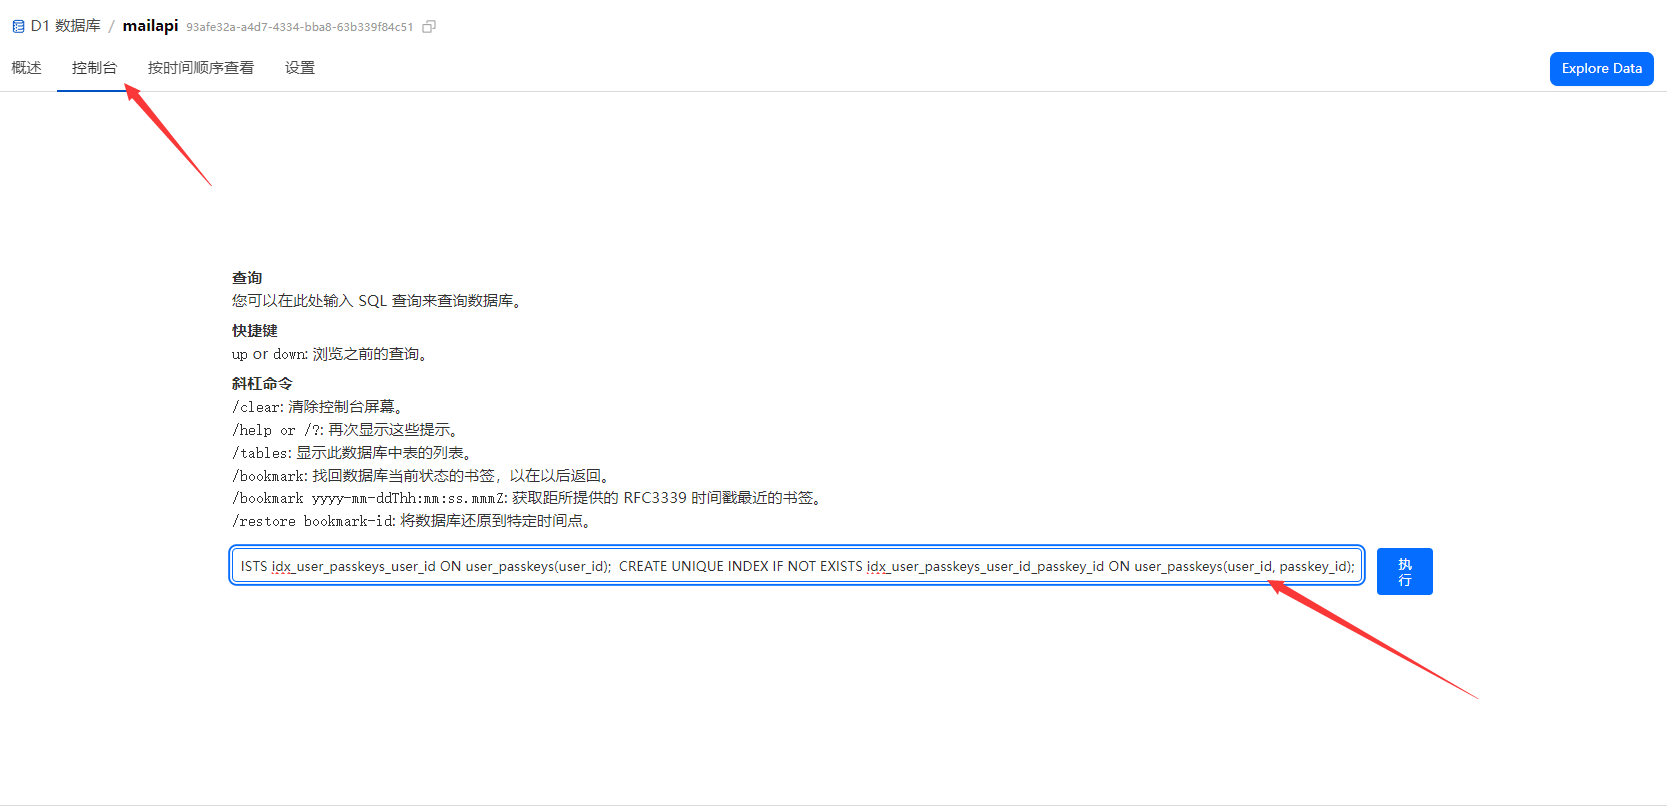 D1 数据库 / mailapi 93afe32a-a4d7-4334-bba8-63b339f84c51
概述 控制台 按时间顺序查看 设置
Explore Data
查询
您可以在此处输入 SQL 查询来查询数据库。
快捷键
up or down: 浏览之前的查询。
斜杠命令
/clear: 清除控制台屏幕。
/help or /?: 再次显示这些提示。
/tables: 显示此数据库中表的列表。
/bookmark: 找回数据库当前状态的书签，以在以后返回。
/bookmark yyyy-mm-ddThh:mm:ss.mmmZ: 获取距所提供的 RFC3339 时间戳最近的书签。
/restore bookmark-id: 将数据库还原到特定时间点。
ISTS idx_user_passkeys_user_id ON user_passkeys(user_id);  CREATE UNIQUE INDEX IF NOT EXISTS idx_user_passkeys_user_id_passkey_id ON user_passkeys(user_id, passkey_id);
执
行